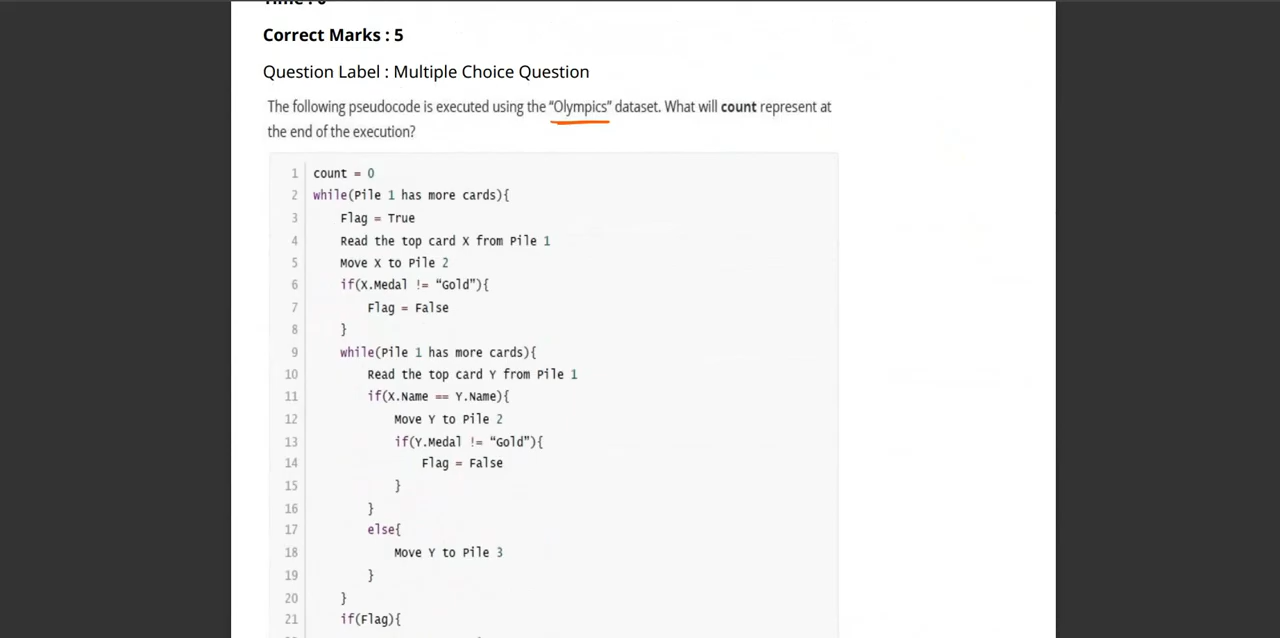 Time : 0
Correct Marks : 5
Question Label : Multiple Choice Question
The following pseudocode is executed using the “Olympics” dataset. What will count represent at
the end of the execution?
1 count = 0
2 while(Pile 1 has more cards){
3 Flag = True
4 Read the top card X from Pile 1
5 Move X to Pile 2
6 if(X.Medal != “Gold”){
7 Flag = False
8 }
9 while(Pile 1 has more cards){
10 Read the top card Y from Pile 1
11 if(X.Name == Y.Name){
12 Move Y to Pile 2
13 if(Y.Medal != “Gold”){
14 Flag = False
15 }
16 }
17 else{
18 Move Y to Pile 3
19 }
20 }
21 if(Flag){